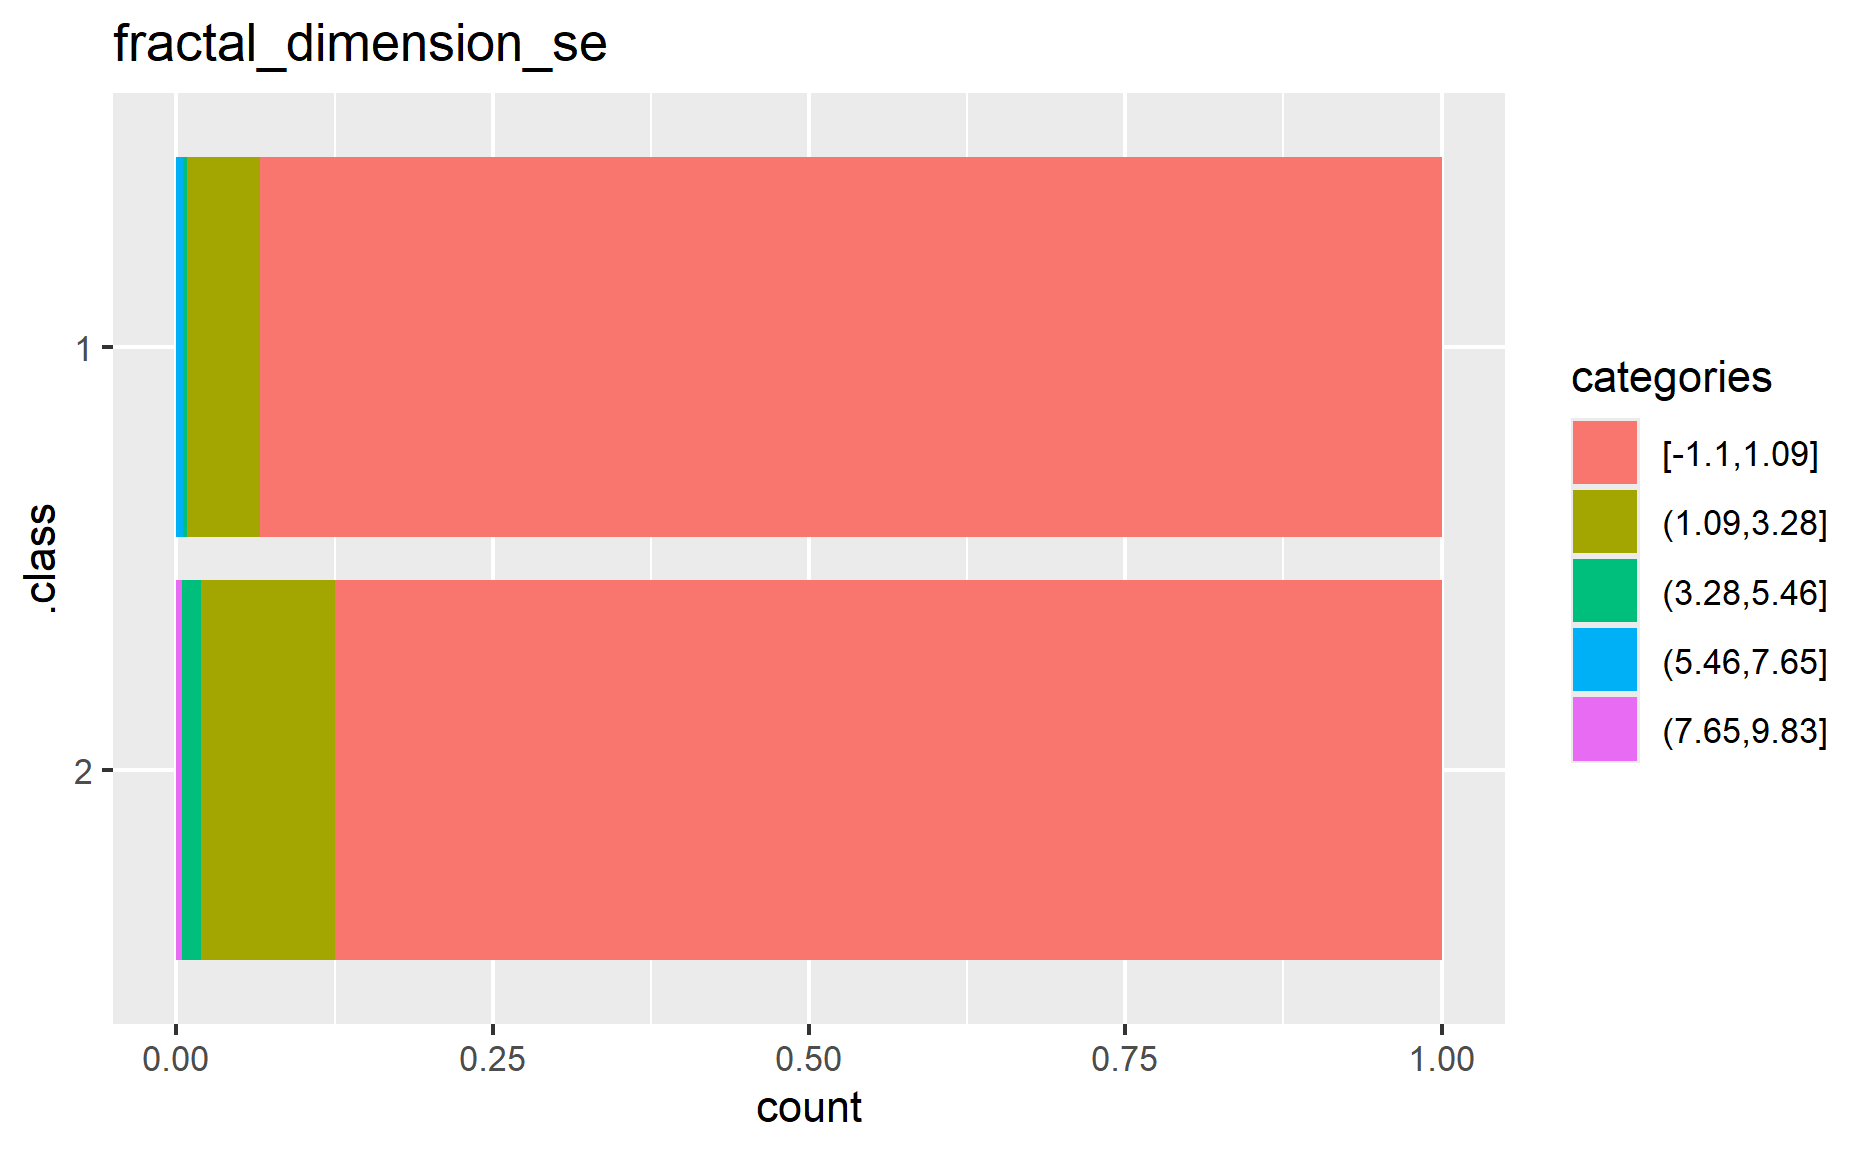 fractal_dimension_se
.class
1
2
0.00 0.25 0.50 0.75 1.00
count
categories
[-1.1,1.09]
(1.09,3.28]
(3.28,5.46]
(5.46,7.65]
(7.65,9.83]